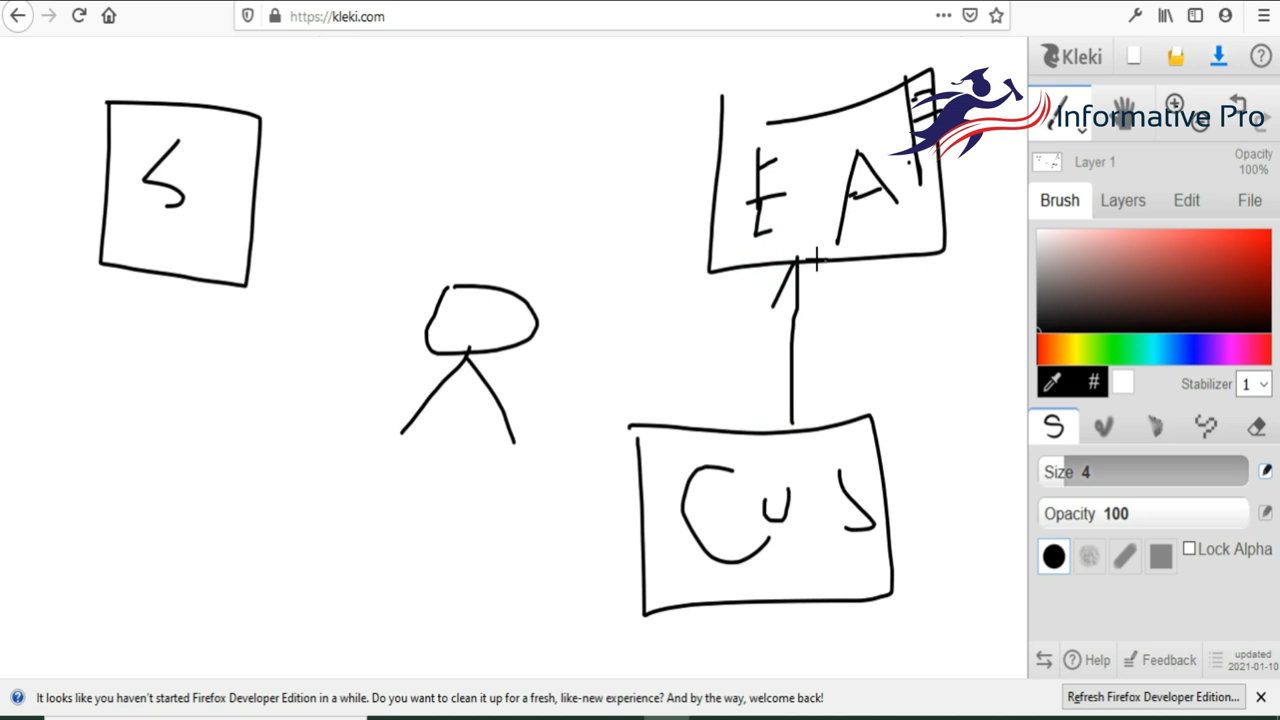 https://kleki.com
Kleki
Informative Pro
Layer 1
Opacity
100%
Brush
Layers
Edit
File
#
Stabilizer 1
Size 4
Opacity 100
Lock Alpha
Help
Feedback
updated
2021-01-10
S
E A
Cus
It looks like you haven't started Firefox Developer Edition in a while. Do you want to clean it up for a fresh, like-new experience? And by the way, welcome back!
Refresh Firefox Developer Edition...